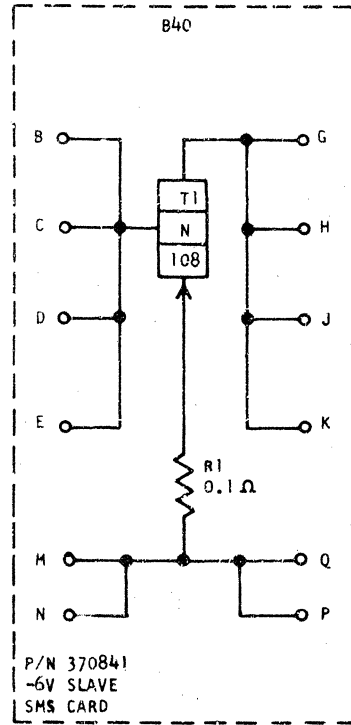 B40
B
G
T1
C
N
H
108
D
J
E
K
R1
0.1 Ω
M
Q
N
P
P/N 370841
-6V SLAVE
SMS CARD